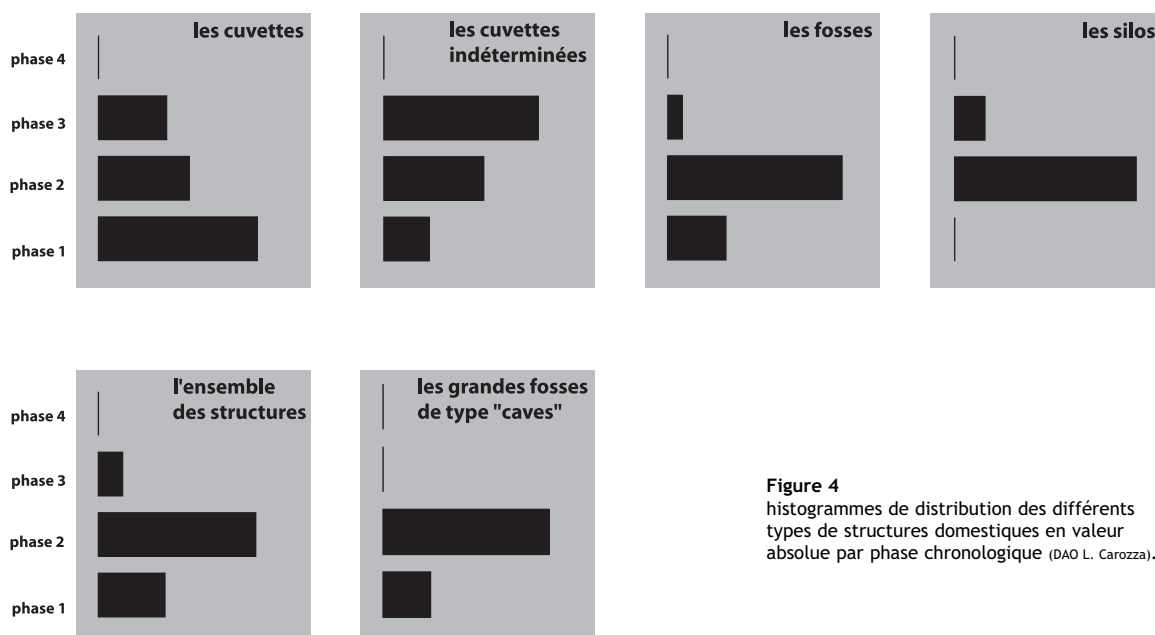 les cuvettes
les cuvettes
indéterminées
les fosses
les silos
phase 4
phase 3
phase 2
phase 1
l'ensemble
des structures
les grandes fosses
de type "caves"
phase 4
phase 3
phase 2
phase 1
Figure 4
histogrammes de distribution des différents
types de structures domestiques en valeur
absolue par phase chronologique (DAO L. Carozza).